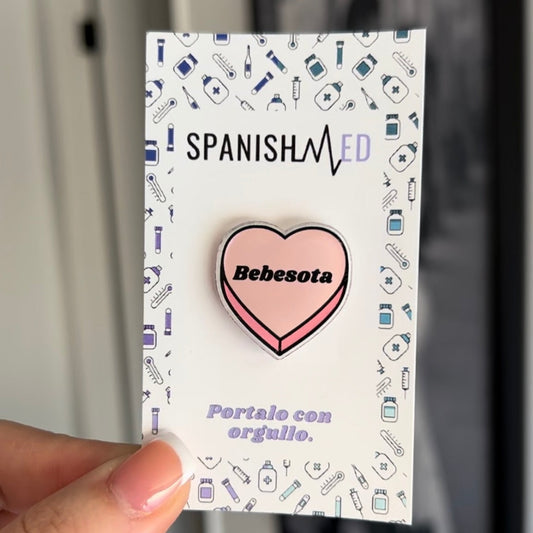 SPANISHMED
Bebesota
Portalo con
orgullo.